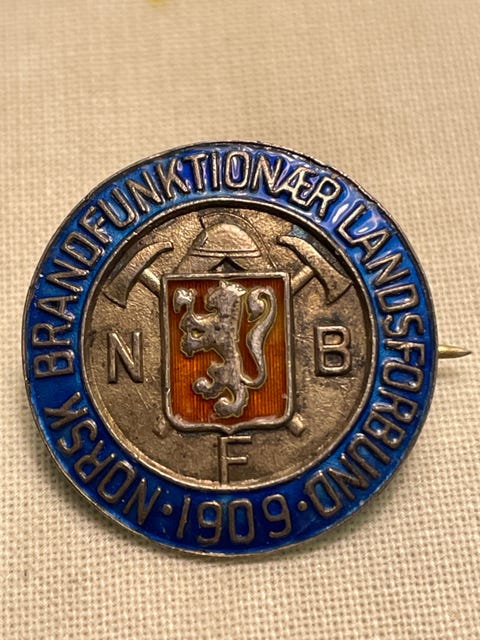 NORSK BRANDFUNKTIONÆR LANDSFORBUND
·1909·
N B
F